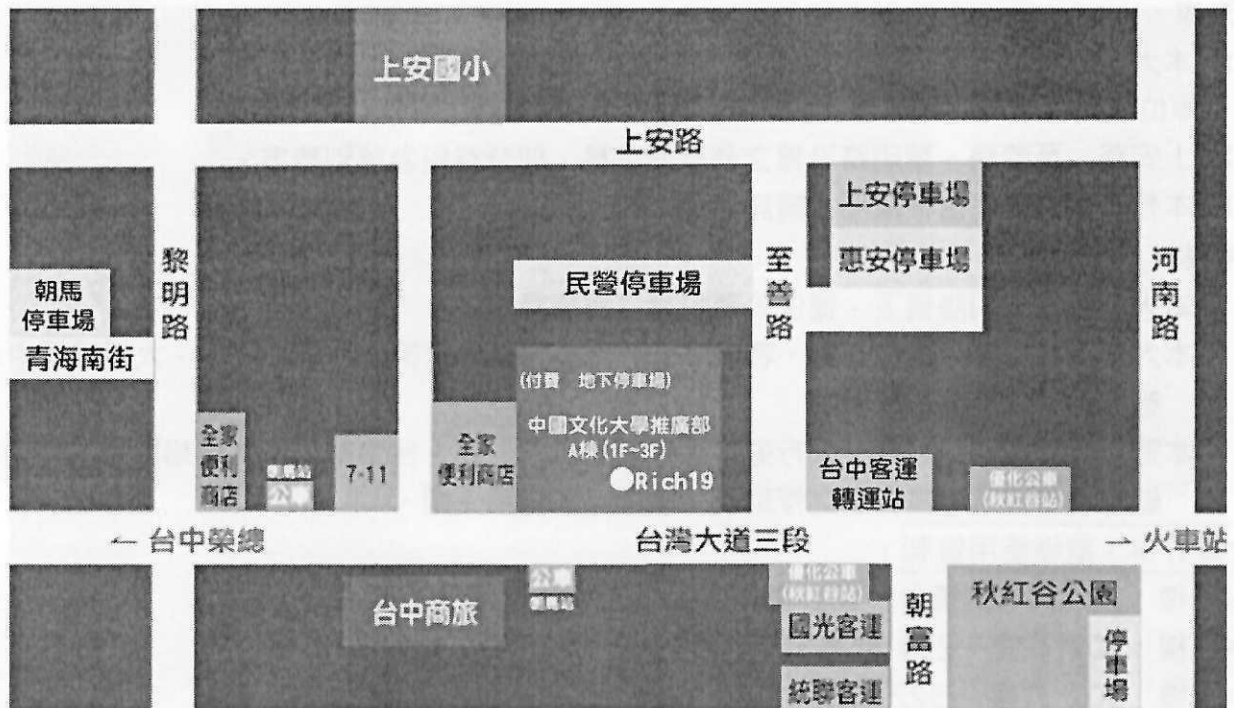 上安國小
上安路
黎明路
至善路
河南路
上安停車場
惠安停車場
民營停車場
朝馬
停車場
青海南街
(付費 地下停車場)
中國文化大學推廣部
A棟(1F~3F)
Rich19
全家
便利
商店
朝馬站
公車
7-11
全家
便利商店
台中客運
轉運站
優化公車
(秋紅谷站)
← 台中榮總
台灣大道三段
→ 火車站
台中商旅
公車
朝馬站
優化公車
(秋紅谷站)
國光客運
統聯客運
朝富路
秋紅谷公園
停車場